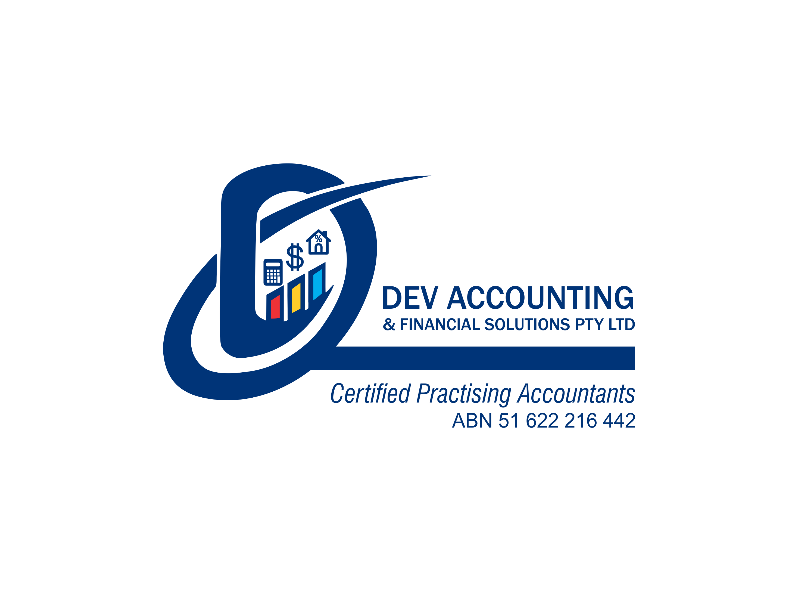 DEV ACCOUNTING
& FINANCIAL SOLUTIONS PTY LTD
Certified Practising Accountants
ABN 51 622 216 442